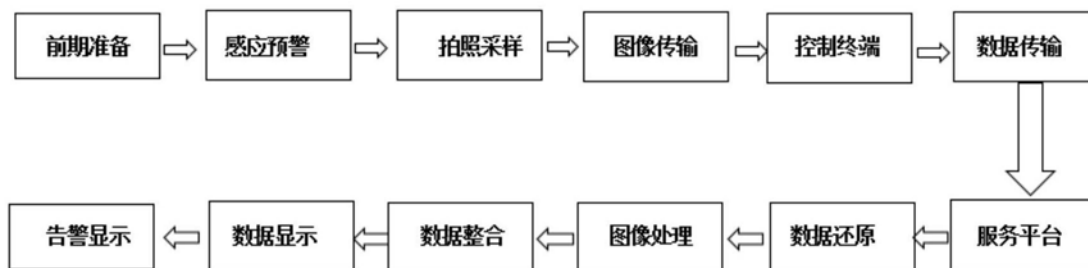 前期准备
感应预警
拍照采样
图像传输
控制终端
数据传输
服务平台
数据还原
图像处理
数据整合
数据显示
告警显示